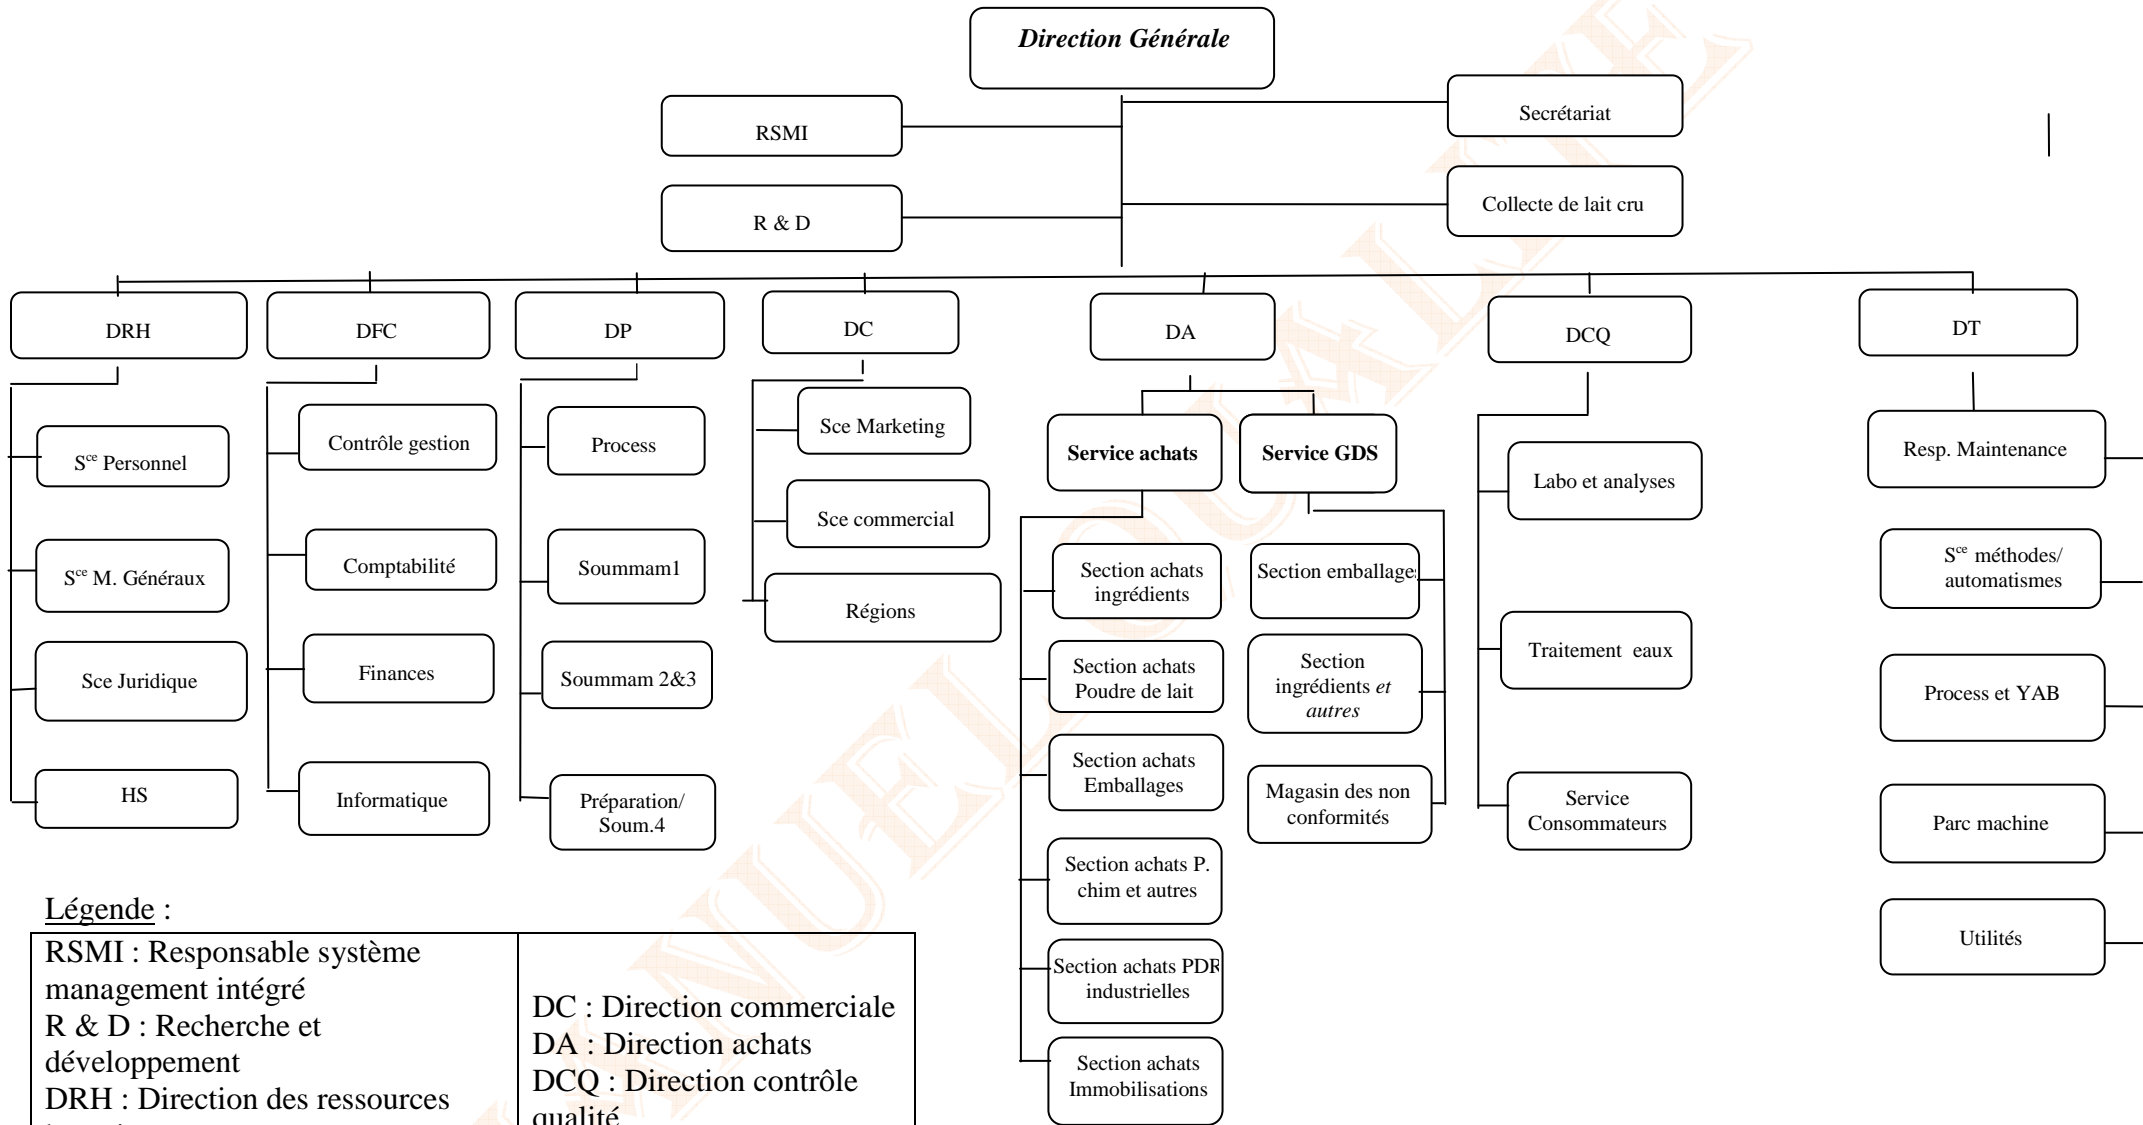 Direction Générale
RSMI
Secrétariat
R & D
Collecte de lait cru
DRH
DFC
DP
DC
DA
DCQ
DT
Sce Personnel
Sce M. Généraux
Sce Juridique
HS
Contrôle gestion
Comptabilité
Finances
Informatique
Process
Soummam1
Soummam 2&3
Préparation/
Soum.4
Sce Marketing
Sce commercial
Régions
Service achats
Section achats
ingrédients
Section achats
Poudre de lait
Section achats
Emballages
Section achats P.
chim et autres
Section achats PDR
industrielles
Section achats
Immobilisations
Service GDS
Section emballages
Section
ingrédients et
autres
Magasin des non
conformités
Labo et analyses
Traitement eaux
Service
Consommateurs
Resp. Maintenance
Sce méthodes/
automatismes
Process et YAB
Parc machine
Utilités
Légende :
RSMI : Responsable système
management intégré
R & D : Recherche et
développement
DRH : Direction des ressources
DC : Direction commerciale
DA : Direction achats
DCQ : Direction contrôle
qualité
NUEL QUALITE